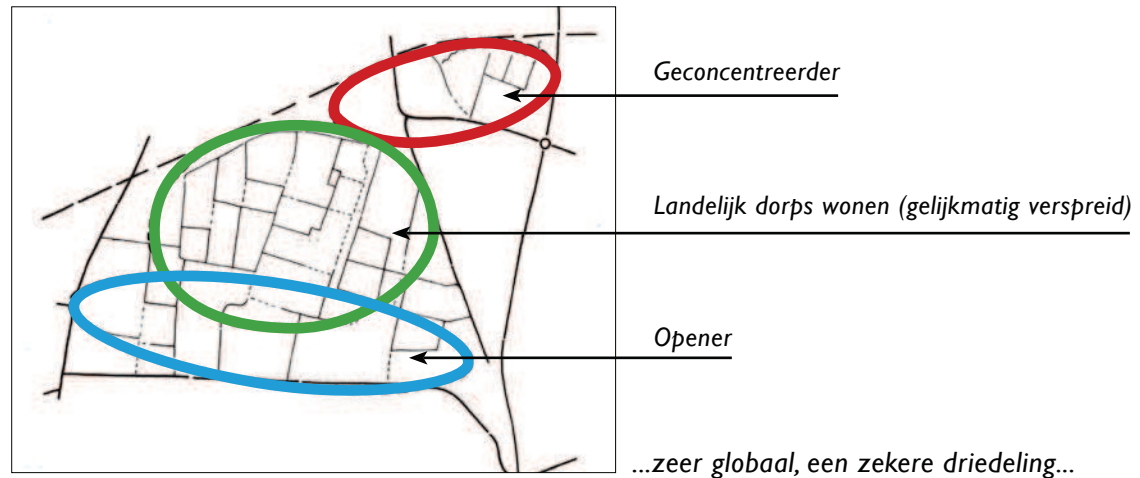 Geconcentreerder
Landelijk dorps wonen (gelijkmatig verspreid)
Opener
...zeer globaal, een zekere driedeling...